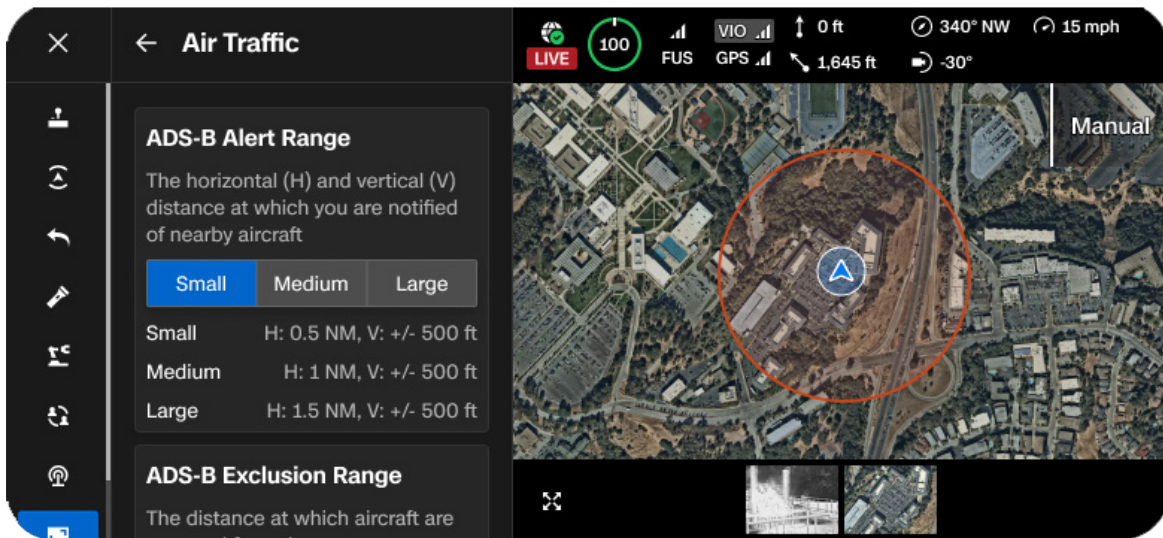 Air Traffic
ADS-B Alert Range
The horizontal (H) and vertical (V)
distance at which you are notified
of nearby aircraft
Small Medium Large
Small H: 0.5 NM, V: +/- 500 ft
Medium H: 1 NM, V: +/- 500 ft
Large H: 1.5 NM, V: +/- 500 ft
ADS-B Exclusion Range
The distance at which aircraft are
LIVE
100
FUS
VIO
GPS
0 ft
1,645 ft
340° NW
-30°
15 mph
Manual